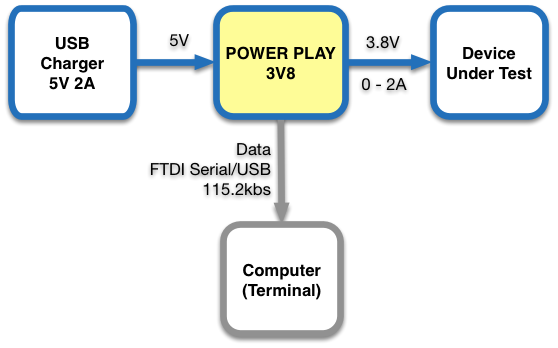 USB
Charger
5V 2A
5V
POWER PLAY
3V8
3.8V
0 - 2A
Device
Under Test
Data
FTDI Serial/USB
115.2kbs
Computer
(Terminal)